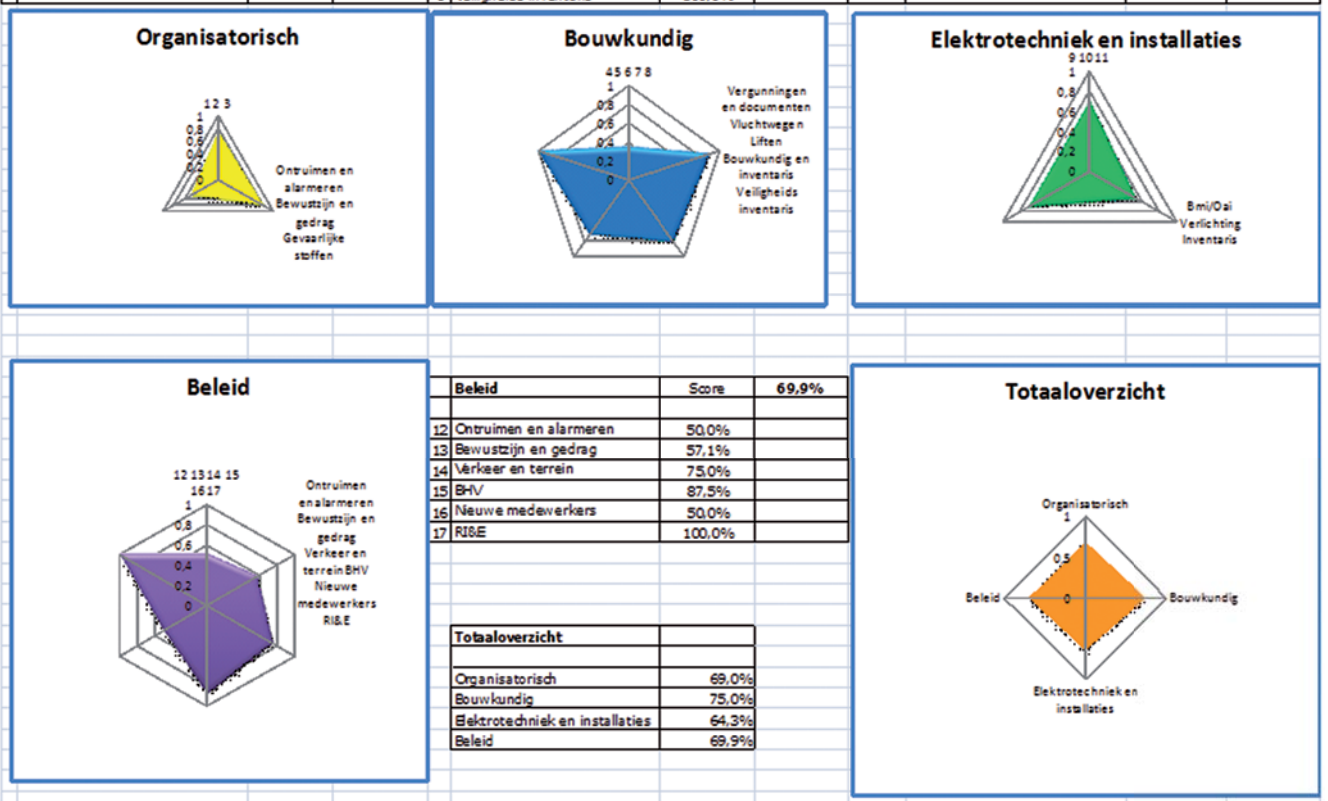 Organisatorisch
1 2 3
1
0,8
0,6
0,4
0,2
0
Ontruimen en
alarmeren
Bewustzijn en
gedrag
Gevaarlijke
stoffen
Bouwkundig
4 5 6 7 8
1
0,8
0,6
0,4
0,2
0
Vergunningen
en documenten
Vluchtwegen
Liften
Bouwkundig en
inventaris
Veiligheids
inventaris
Elektrotechniek en installaties
9 10 11
1
0,8
0,6
0,4
0,2
0
Bmi/Oai
Verlichting
Inventaris
Beleid
12 13 14 15
16 17
1
0,8
0,6
0,4
0,2
0
Ontruimen
en alarmeren
Bewustzijn en
gedrag
Verkeer en
terrein BHV
Nieuwe
medewerkers
RI&E
Beleid Score 69,9%
12 Ontruimen en alarmeren 50,0%
13 Bewustzijn en gedrag 57,1%
14 Verkeer en terrein 75,0%
15 BHV 87,5%
16 Nieuwe medewerkers 50,0%
17 RI&E 100,0%
Totaaloverzicht
Organisatorisch 69,0%
Bouwkundig 75,0%
Elektrotechniek en installaties 64,3%
Beleid 69,9%
Totaaloverzicht
Organisatorisch
1
0,5
0
Beleid
Bouwkundig
Elektrotechniek en
installaties